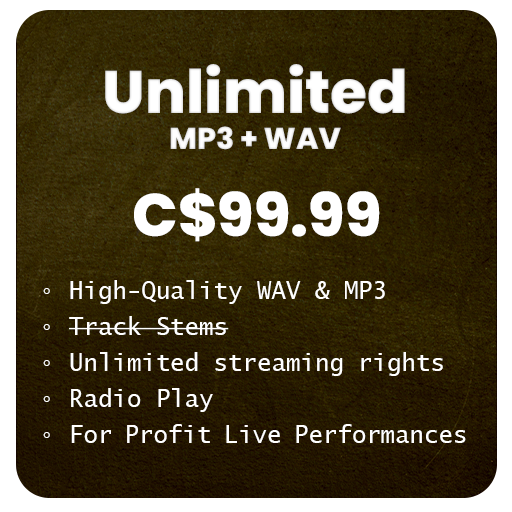 Unlimited
MP3 + WAV
C$99.99
◦ High-Quality WAV & MP3
◦ Track Stems
◦ Unlimited streaming rights
◦ Radio Play
◦ For Profit Live Performances